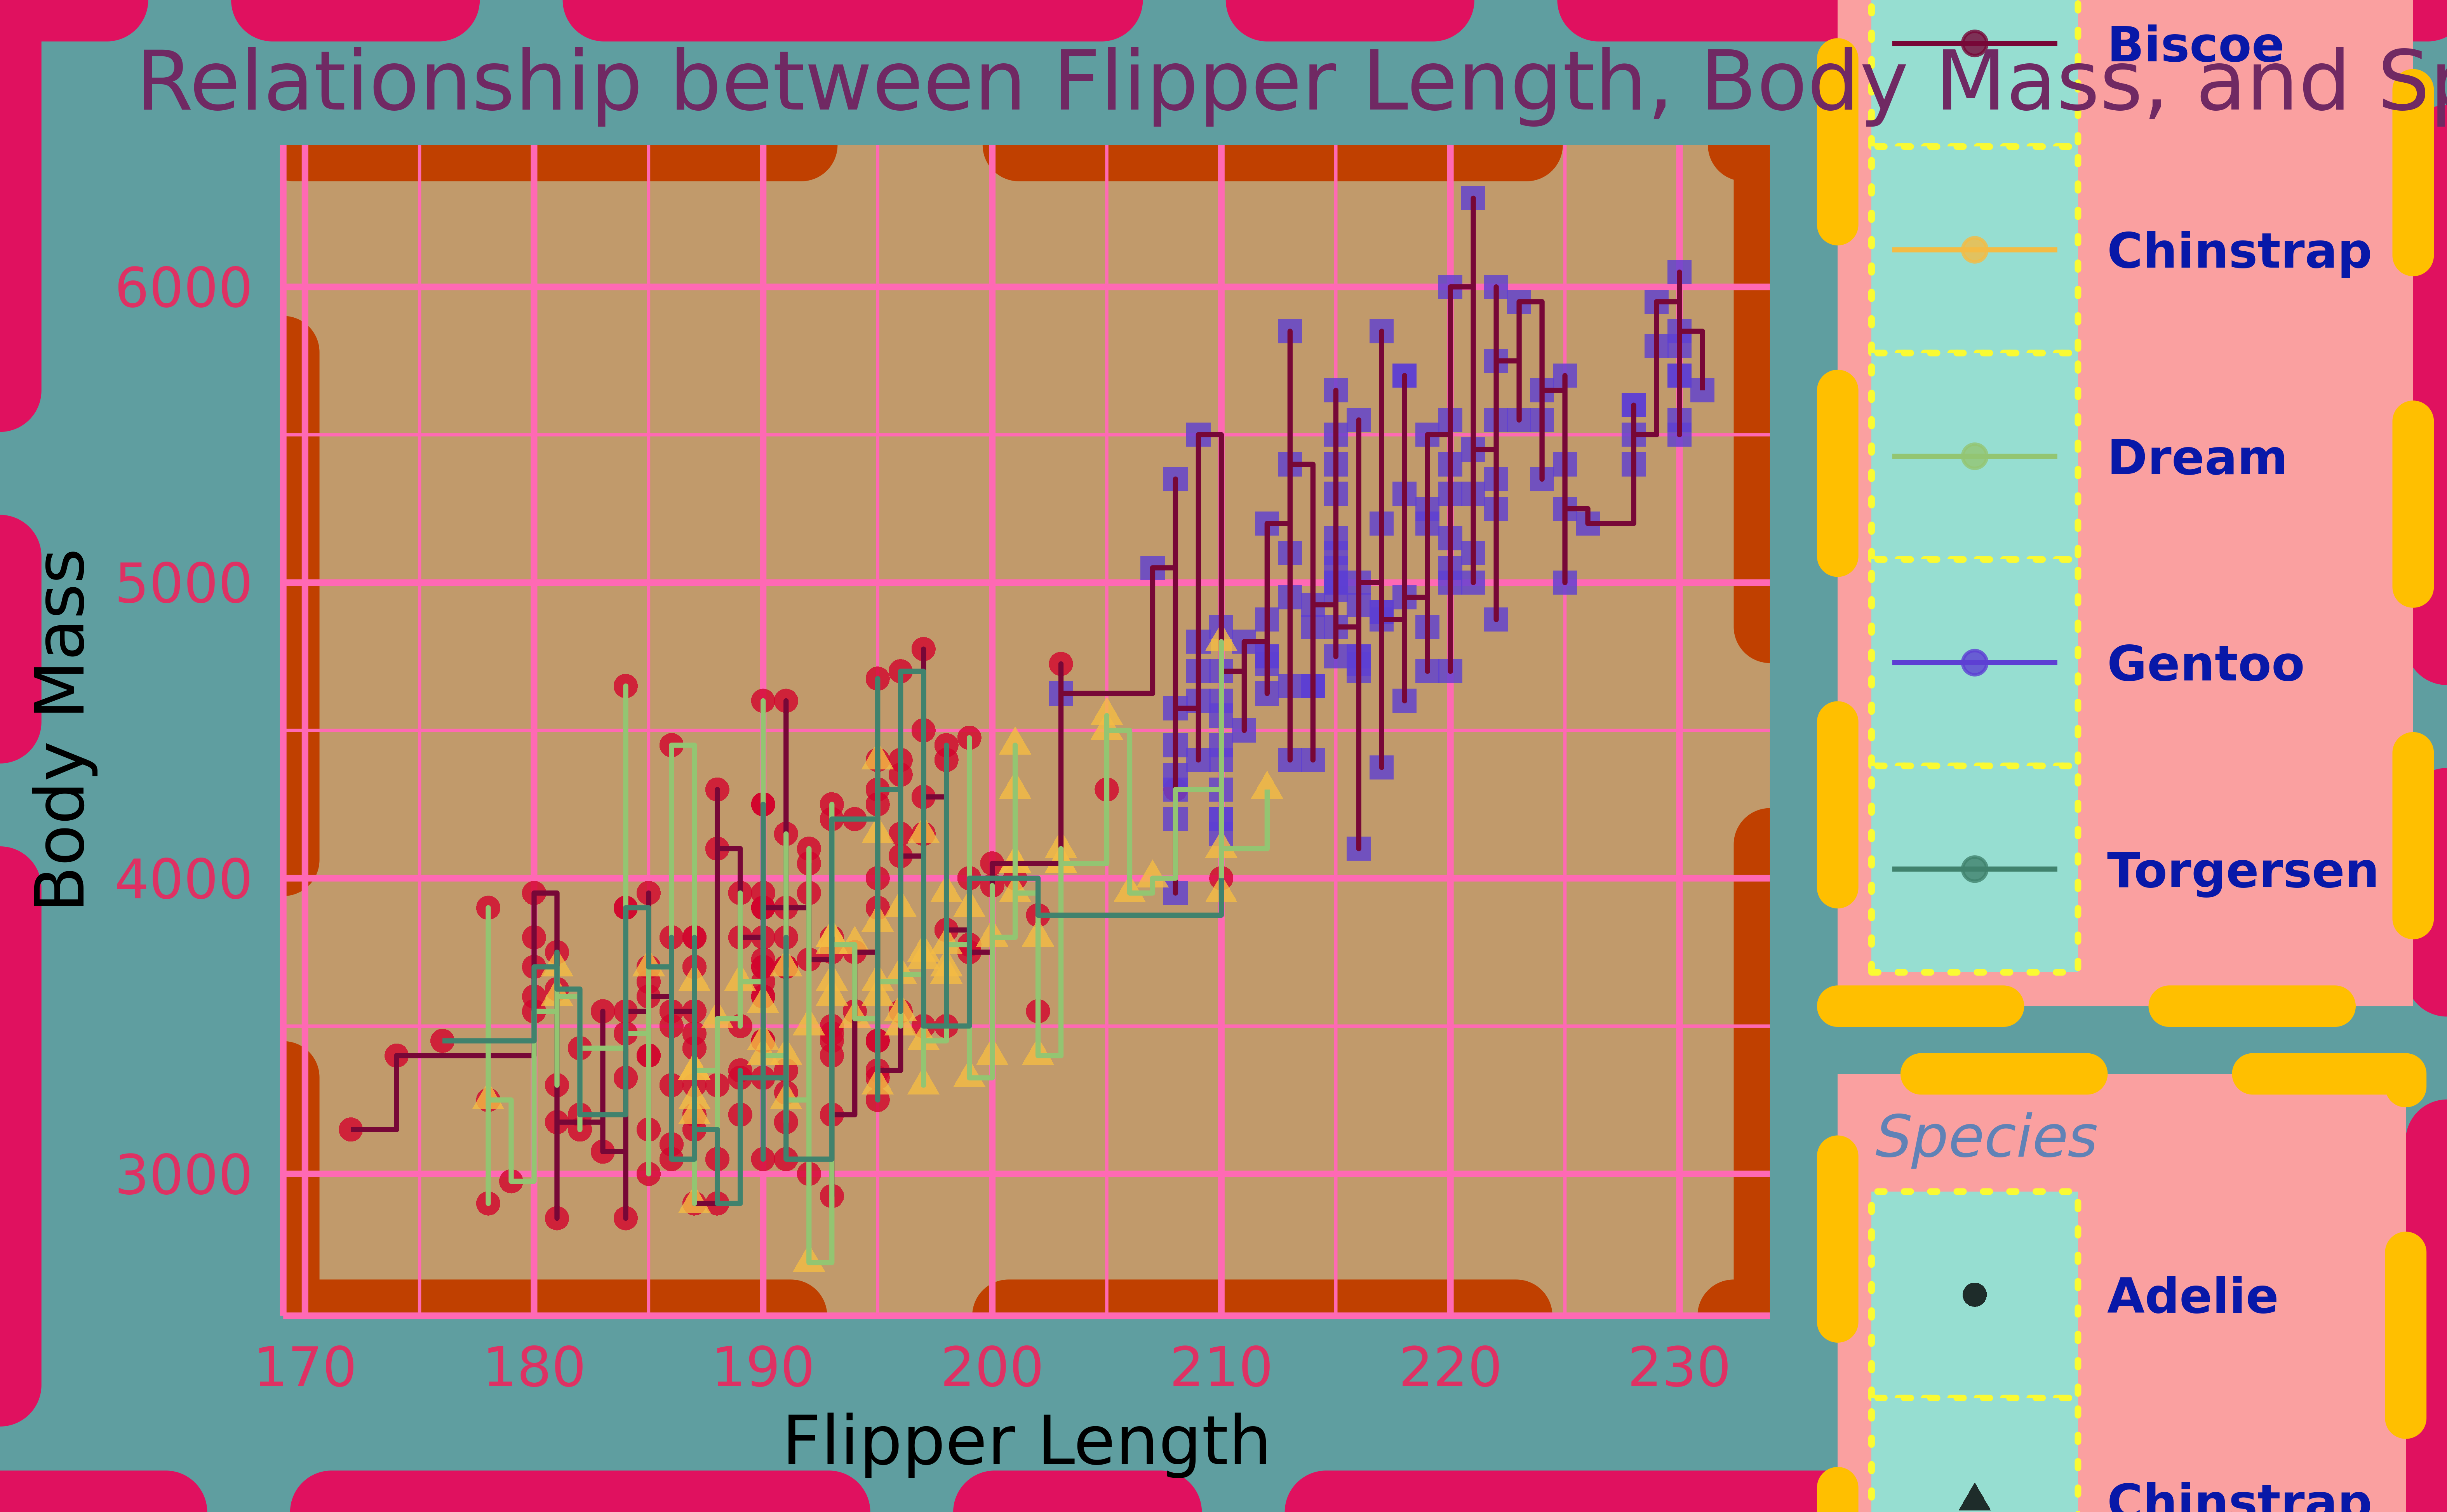 Relationship between Flipper Length, Body Mass, and
Biscoe
Chinstrap
Dream
Gentoo
Torgersen
Species
Adelie
Chinstrap
Body Mass
6000
5000
4000
3000
170 180 190 200 210 220 230
Flipper Length